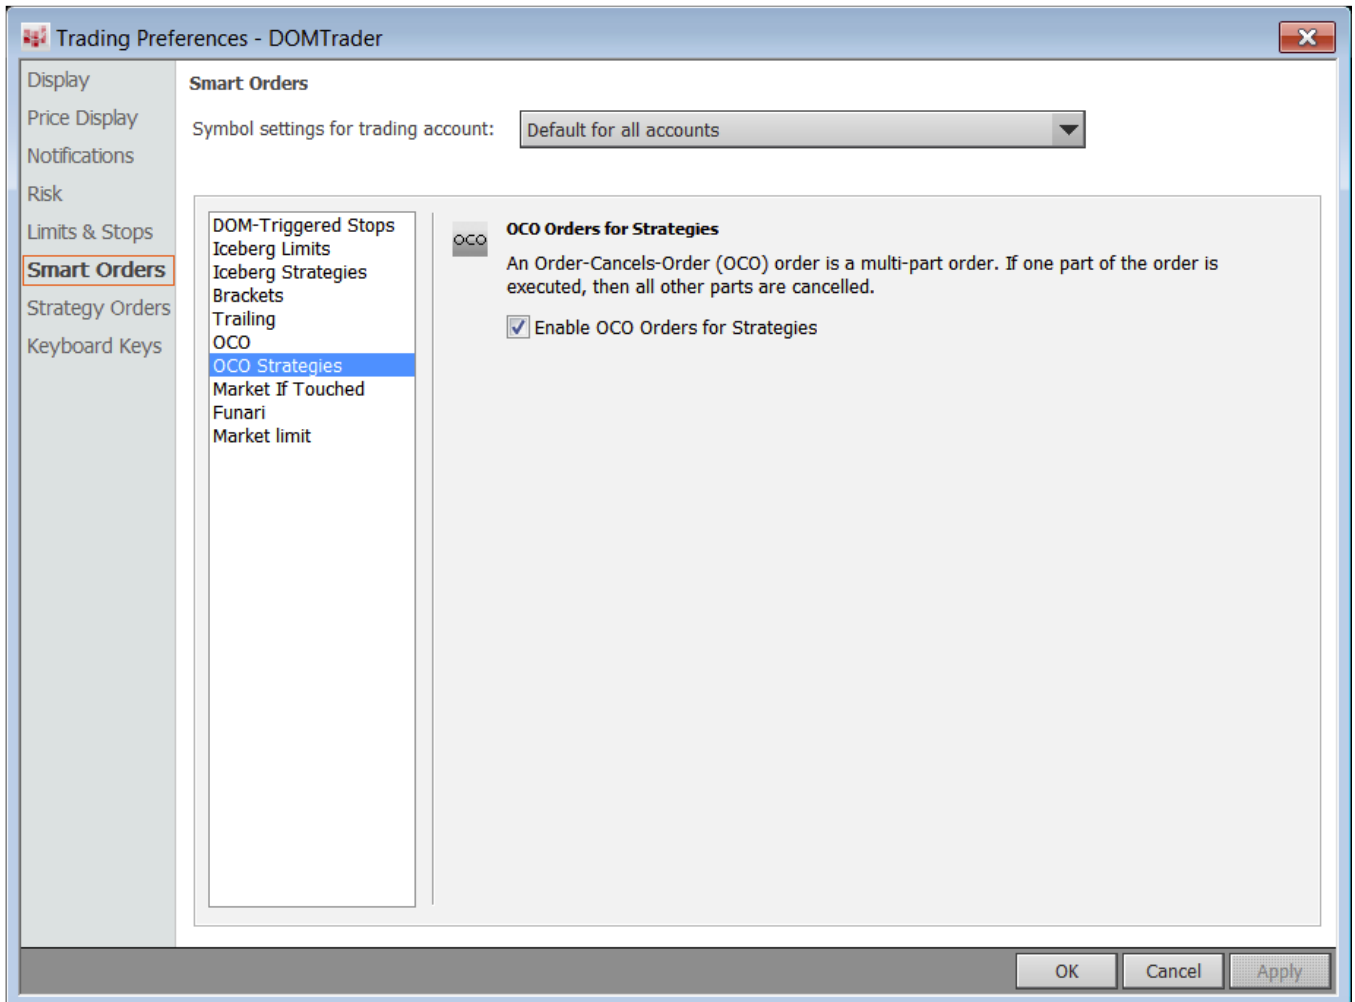 Trading Preferences - DOMTrader
Display
Price Display
Notifications
Risk
Limits & Stops
Smart Orders
Strategy Orders
Keyboard Keys
Smart Orders
Symbol settings for trading account:
Default for all accounts
DOM-Triggered Stops
Iceberg Limits
Iceberg Strategies
Brackets
Trailing
OCO
OCO Strategies
Market If Touched
Funari
Market limit
oco
OCO Orders for Strategies
An Order-Cancels-Order (OCO) order is a multi-part order. If one part of the order is
executed, then all other parts are cancelled.
Enable OCO Orders for Strategies
OK
Cancel
Apply